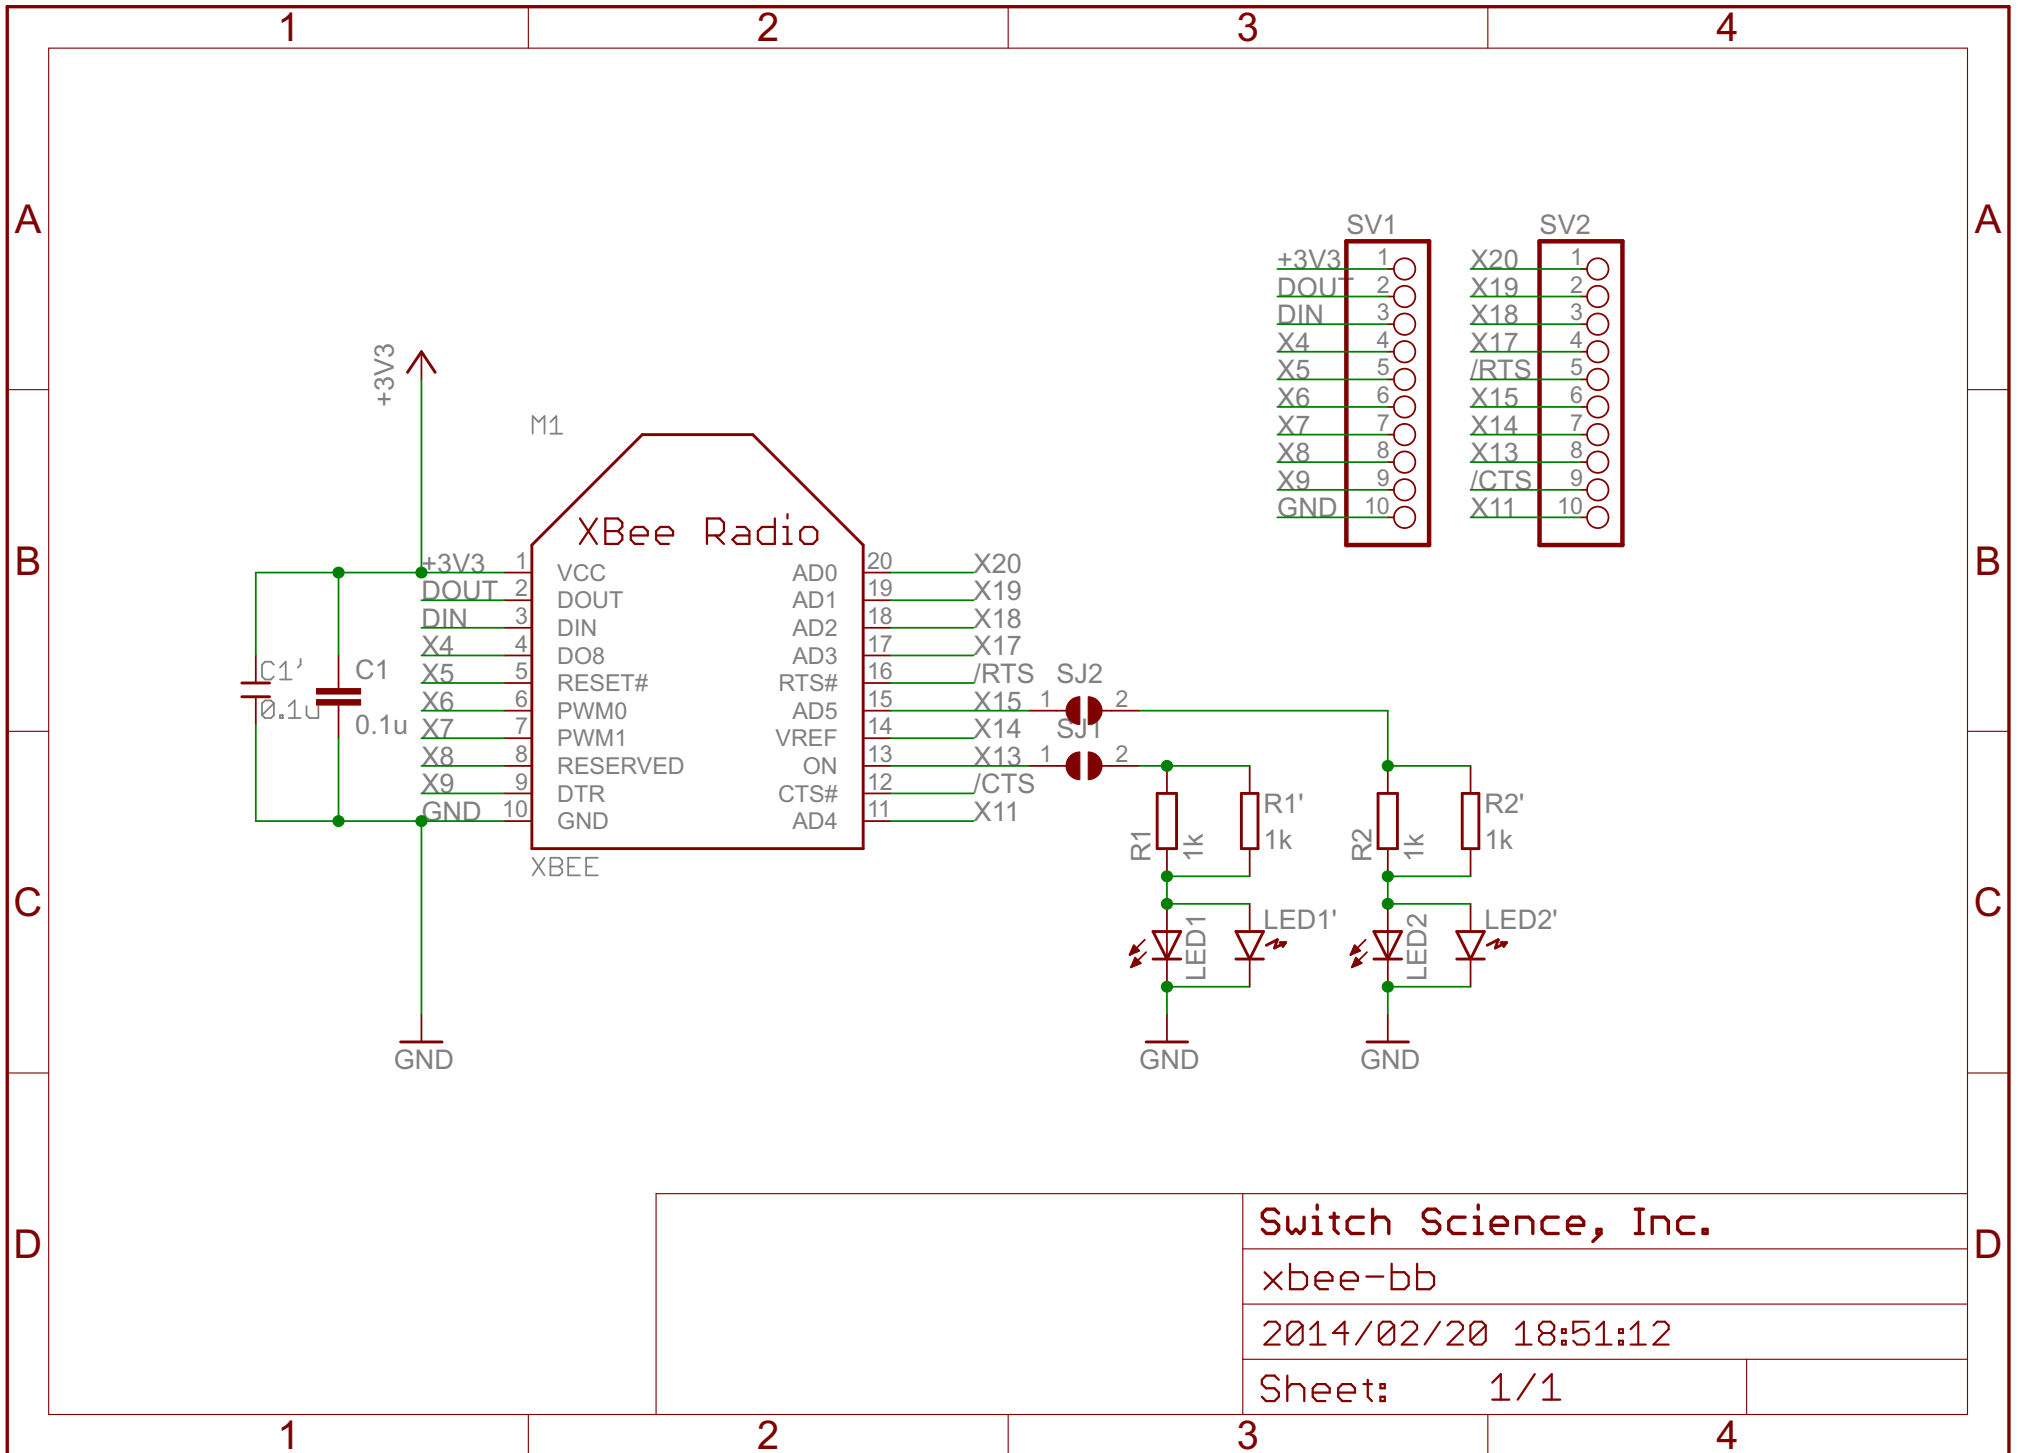 1 2 3 4
A A
SV1 SV2
+3V3 1 X20 1
DOUT 2 X19 2
DIN 3 X18 3
X4 4 X17 4
X5 5 /RTS 5
X6 6 X15 6
X7 7 X14 7
X8 8 X13 8
X9 9 /CTS 9
GND 10 X11 10
+3V3
M1
XBee Radio
B B
+3V3 1 VCC AD0 20 X20
DOUT 2 DOUT AD1 19 X19
DIN 3 DIN AD2 18 X18
X4 4 DO8 AD3 17 X17
X5 5 RESET# RTS# 16 /RTS
X6 6 PWM0 AD5 15 X15
X7 7 PWM1 VREF 14 X14
X8 8 RESERVED ON 13 X13
X9 9 DTR CTS# 12 /CTS
GND 10 GND AD4 11 X11
XBEE
C1'
0.1u
C1
0.1u
SJ2
1 2
SJ1
1 2
R1
1k
R1'
1k
R2
1k
R2'
1k
C C
LED1
LED1'
LED2
LED2'
GND GND GND
D D
Switch Science, Inc.
xbee-bb
2014/02/20 18:51:12
Sheet: 1/1
1 2 3 4